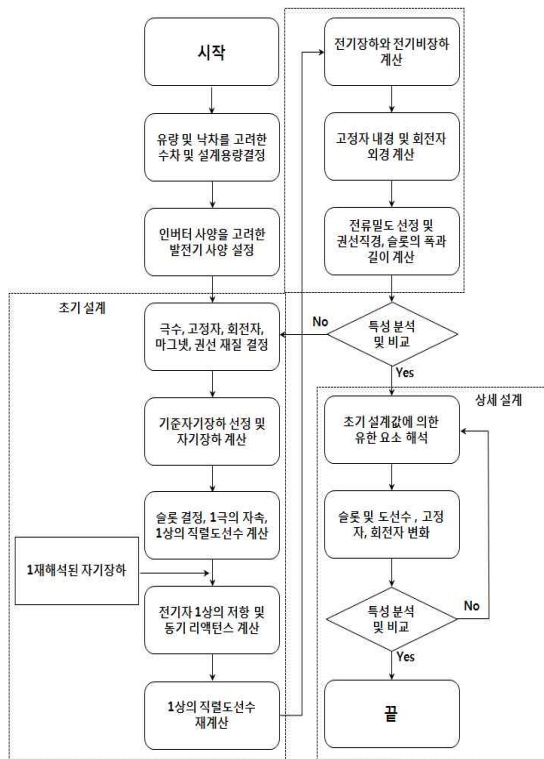 시작
유량 및 낙차를 고려한
수차 및 설계용량결정
인버터 사양을 고려한
발전기 사양 설정
초기 설계
극수, 고정자, 회전자,
마그넷, 권선 재질 결정
기준자기장하 선정 및
자기장하 계산
슬롯 결정, 1극의 자속,
1상의 직렬도선수 계산
1재해석된 자기장하
전기자 1상의 저항 및
동기 리액턴스 계산
1상의 직렬도선수
재계산
전기장하와 전기비장하
계산
고정자 내경 및 회전자
외경 계산
전류밀도 선정 및
권선직경, 슬롯의 폭과
길이 계산
특성 분석
및 비교
No
Yes
상세 설계
초기 설계값에 의한
유한 요소 해석
슬롯 및 도선수 , 고정
자, 회전자 변화
특성 분석
및 비교
No
Yes
끝